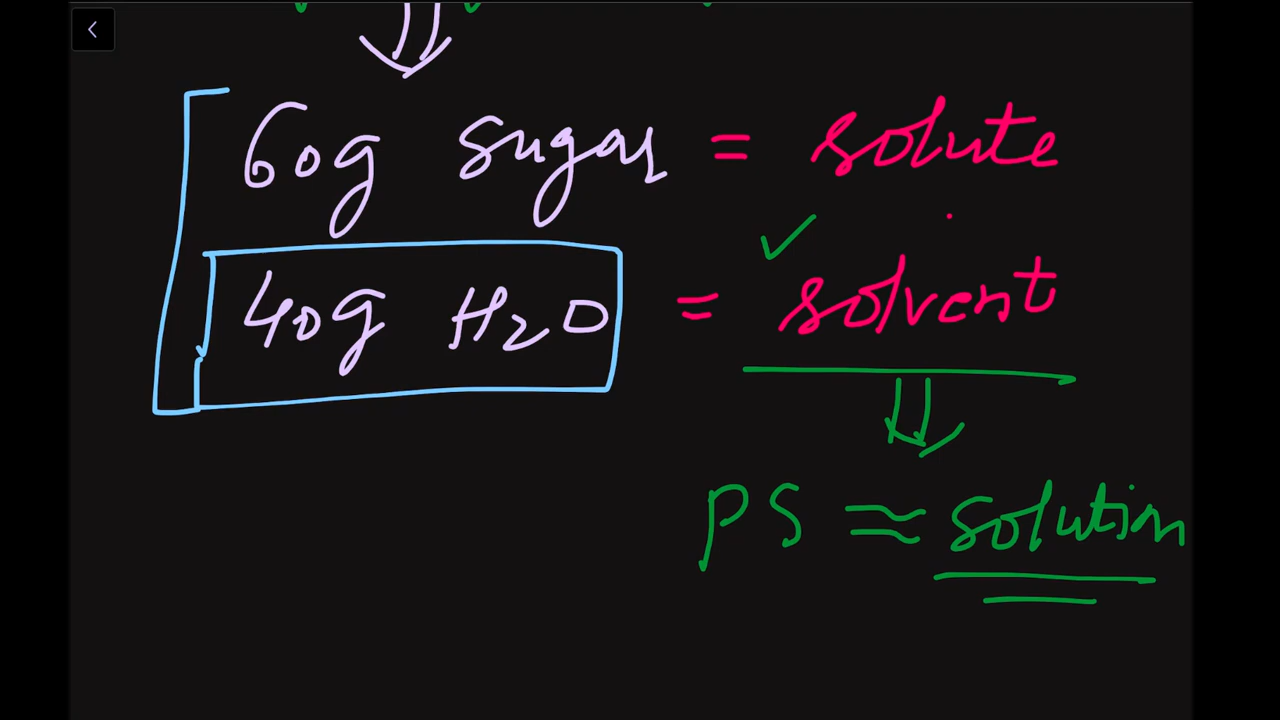 60g sugar = solute
40g H2O = solvent
PS ≈ solution